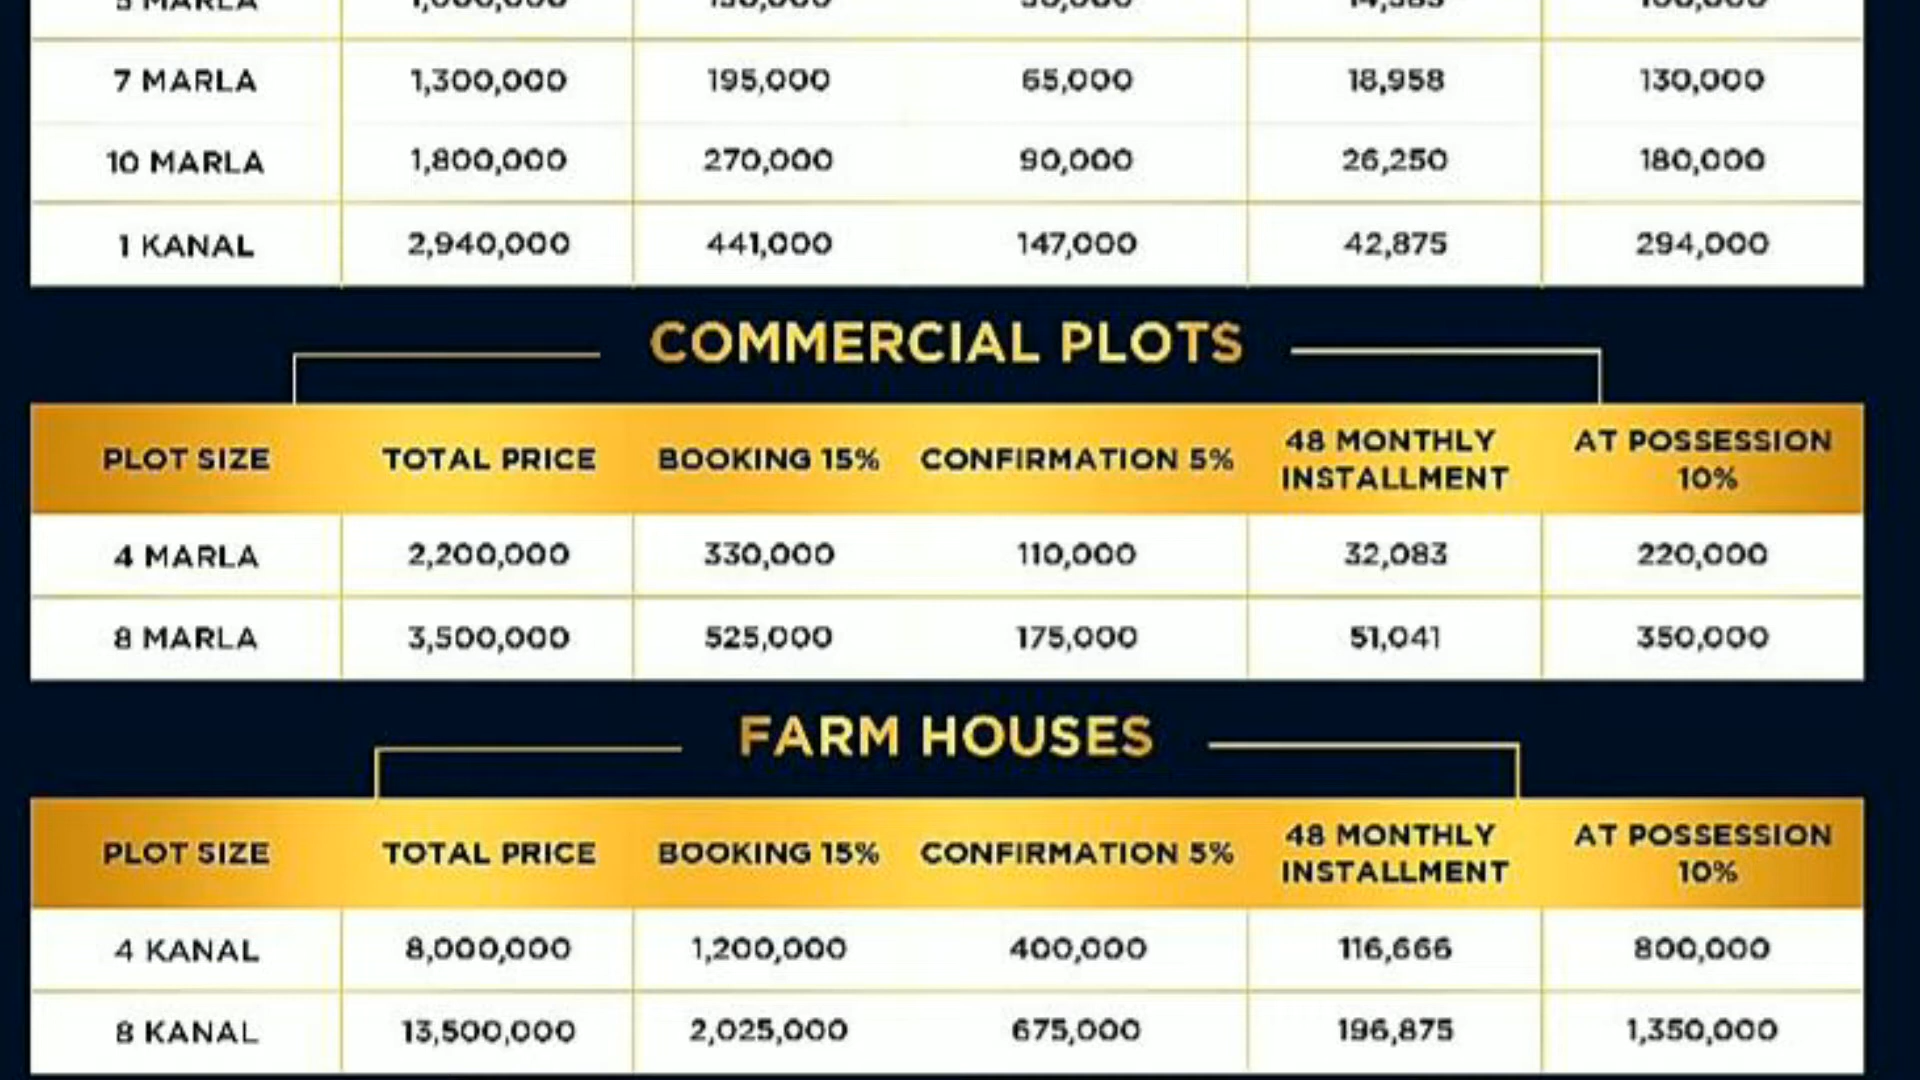 7 MARLA 1,300,000 195,000 65,000 18,958 130,000
10 MARLA 1,800,000 270,000 90,000 26,250 180,000
1 KANAL 2,940,000 441,000 147,000 42,875 294,000
COMMERCIAL PLOTS
PLOT SIZE TOTAL PRICE BOOKING 15% CONFIRMATION 5% 48 MONTHLY INSTALLMENT AT POSSESSION 10%
4 MARLA 2,200,000 330,000 110,000 32,083 220,000
8 MARLA 3,500,000 525,000 175,000 51,041 350,000
FARM HOUSES
PLOT SIZE TOTAL PRICE BOOKING 15% CONFIRMATION 5% 48 MONTHLY INSTALLMENT AT POSSESSION 10%
4 KANAL 8,000,000 1,200,000 400,000 116,666 800,000
8 KANAL 13,500,000 2,025,000 675,000 196,875 1,350,000